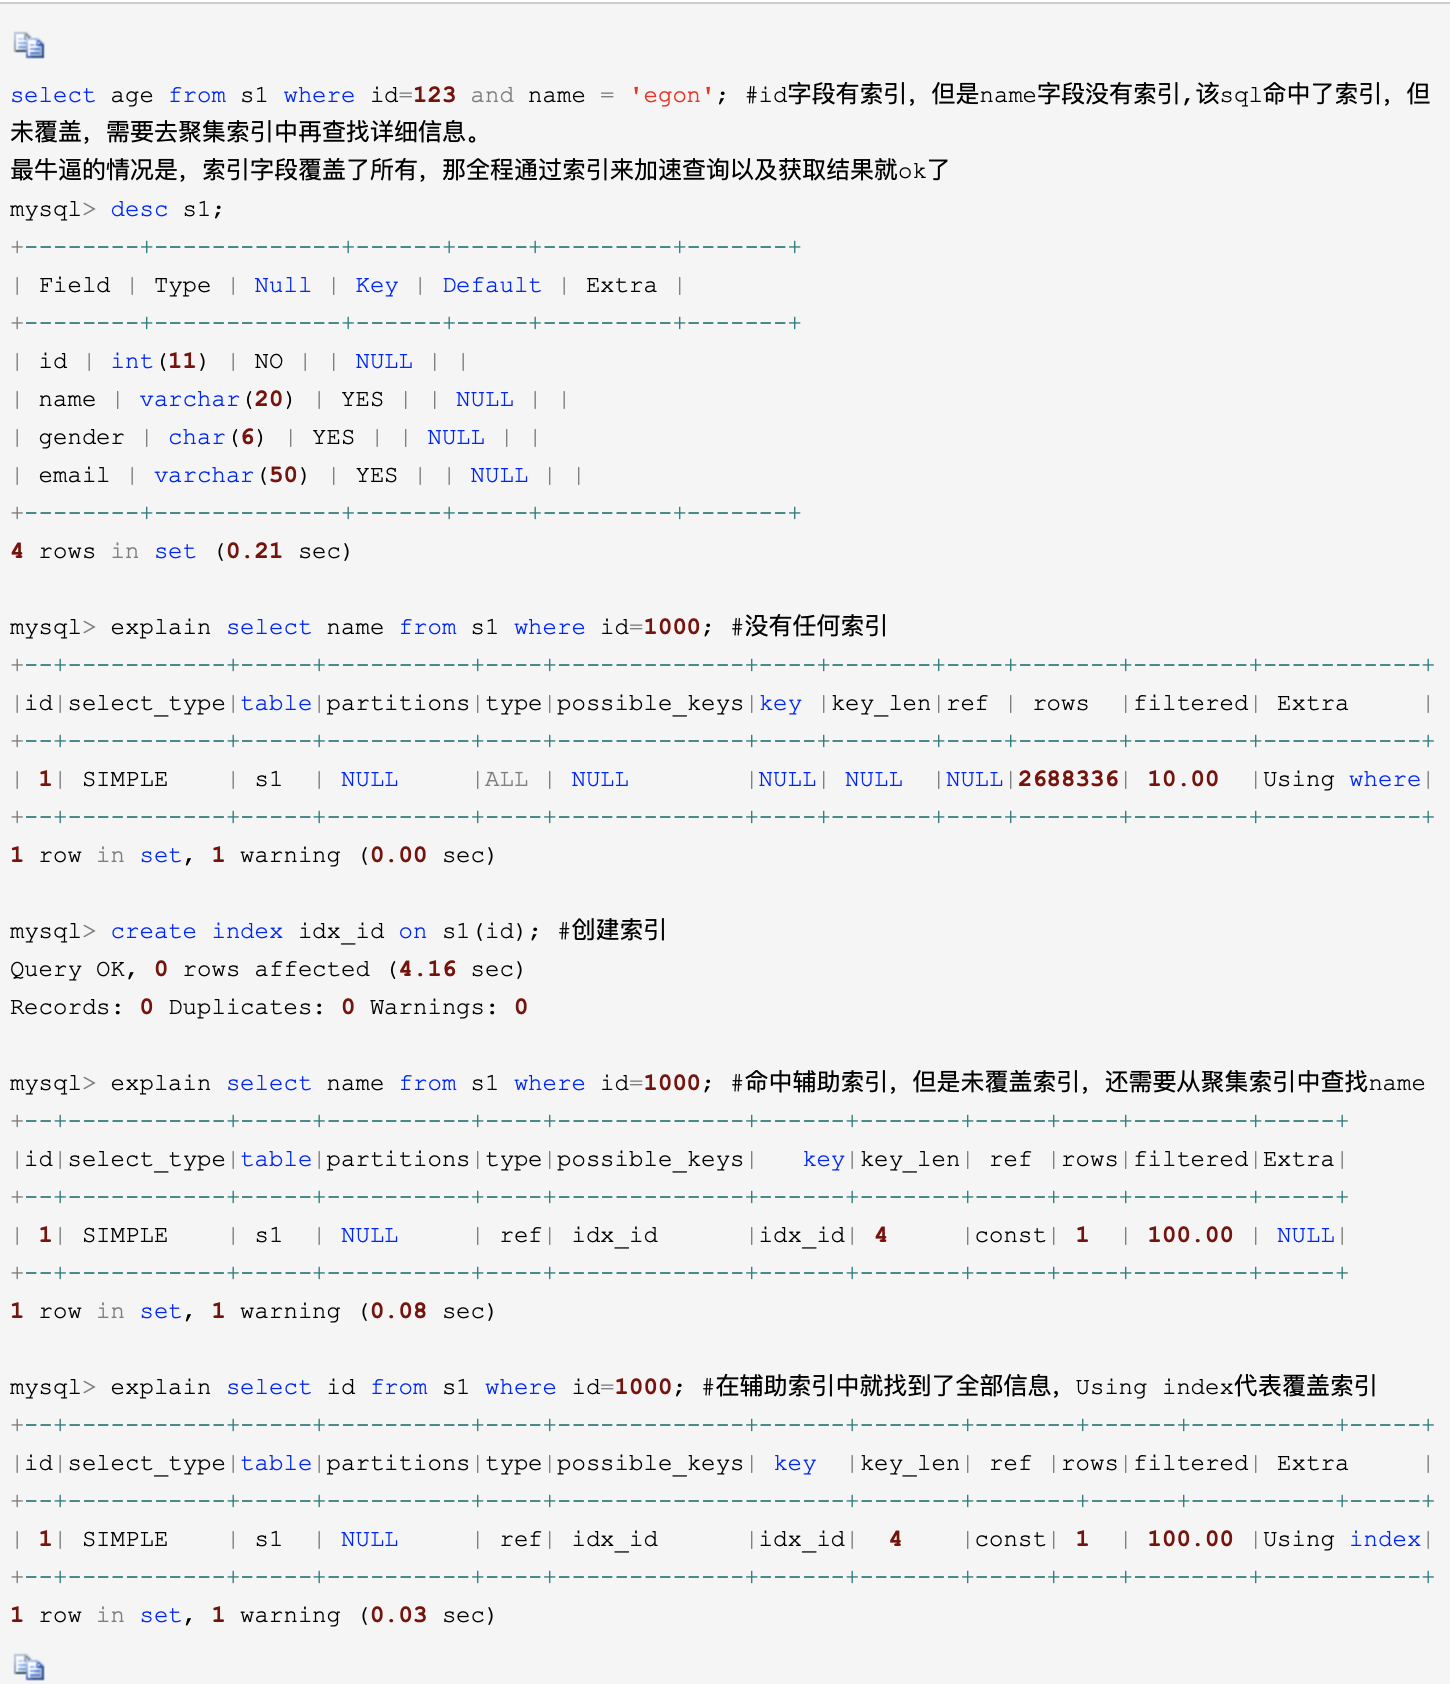 select age from s1 where id=123 and name = 'egon'; #id字段有索引，但是name字段没有索引,该sql命中了索引，但
未覆盖，需要去聚集索引中再查找详细信息。
最牛逼的情况是，索引字段覆盖了所有，那全程通过索引来加速查询以及获取结果就ok了
mysql> desc s1;
+--------+-------------+------+-----+---------+-------+
| Field | Type | Null | Key | Default | Extra |
+--------+-------------+------+-----+---------+-------+
| id | int(11) | NO | | NULL | |
| name | varchar(20) | YES | | NULL | |
| gender | char(6) | YES | | NULL | |
| email | varchar(50) | YES | | NULL | |
+--------+-------------+------+-----+---------+-------+
4 rows in set (0.21 sec)
mysql> explain select name from s1 where id=1000; #没有任何索引
+--+-----------+-----+----------+----+-------------+----+-------+----+-------+--------+-----------+
|id|select_type|table|partitions|type|possible_keys|key |key_len|ref | rows  |filtered| Extra     |
+--+-----------+-----+----------+----+-------------+----+-------+----+-------+--------+-----------+
| 1| SIMPLE    | s1  | NULL     |ALL | NULL        |NULL| NULL  |NULL|2688336| 10.00  |Using where|
+--+-----------+-----+----------+----+-------------+----+-------+----+-------+--------+-----------+
1 row in set, 1 warning (0.00 sec)
mysql> create index idx_id on s1(id); #创建索引
Query OK, 0 rows affected (4.16 sec)
Records: 0 Duplicates: 0 Warnings: 0
mysql> explain select name from s1 where id=1000; #命中辅助索引，但是未覆盖索引，还需要从聚集索引中查找name
+--+-----------+-----+----------+----+-------------+------+-------+-----+----+--------+-----+
|id|select_type|table|partitions|type|possible_keys|   key|key_len| ref |rows|filtered|Extra|
+--+-----------+-----+----------+----+-------------+------+-------+-----+----+--------+-----+
| 1| SIMPLE    | s1  | NULL     | ref| idx_id      |idx_id| 4     |const| 1  | 100.00 | NULL|
+--+-----------+-----+----------+----+-------------+------+-------+-----+----+--------+-----+
1 row in set, 1 warning (0.08 sec)
mysql> explain select id from s1 where id=1000; #在辅助索引中就找到了全部信息，Using index代表覆盖索引
+--+-----------+-----+----------+----+-------------+------+-------+-------+------+----------+-----+
|id|select_type|table|partitions|type|possible_keys| key  |key_len| ref |rows|filtered| Extra     |
+--+-----------+-----+----------+----+--------------------+-------+-------+------+----------+-----+
| 1| SIMPLE    | s1  | NULL     | ref| idx_id      |idx_id|  4    |const| 1  | 100.00 |Using index|
+--+-----------+-----+----------+----+-------------+------+-------+-----+----+--------+-----------+
1 row in set, 1 warning (0.03 sec)